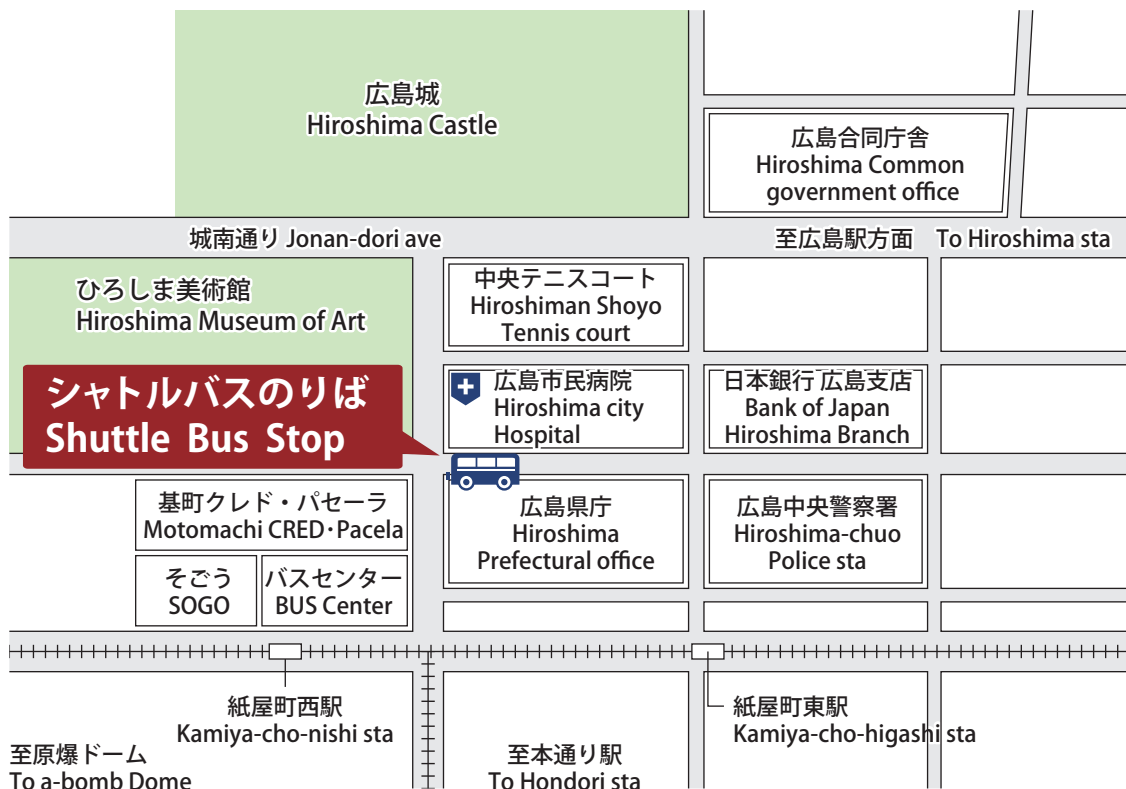 広島城
Hiroshima Castle
広島合同庁舎
Hiroshima Common
government office
城南通り Jonan-dori ave
至広島駅方面 To Hiroshima sta
ひろしま美術館
Hiroshima Museum of Art
中央テニスコート
Hiroshiman Shoyo
Tennis court
シャトルバスのりば
Shuttle Bus Stop
広島市民病院
Hiroshima city
Hospital
日本銀行 広島支店
Bank of Japan
Hiroshima Branch
基町クレド・パセーラ
Motomachi CRED・Pacela
広島県庁
Hiroshima
Prefectural office
広島中央警察署
Hiroshima-chuo
Police sta
そごう
SOGO
バスセンター
BUS Center
紙屋町西駅
Kamiya-cho-nishi sta
紙屋町東駅
Kamiya-cho-higashi sta
至原爆ドーム
To a-bomb Dome
至本通り駅
To Hondori sta